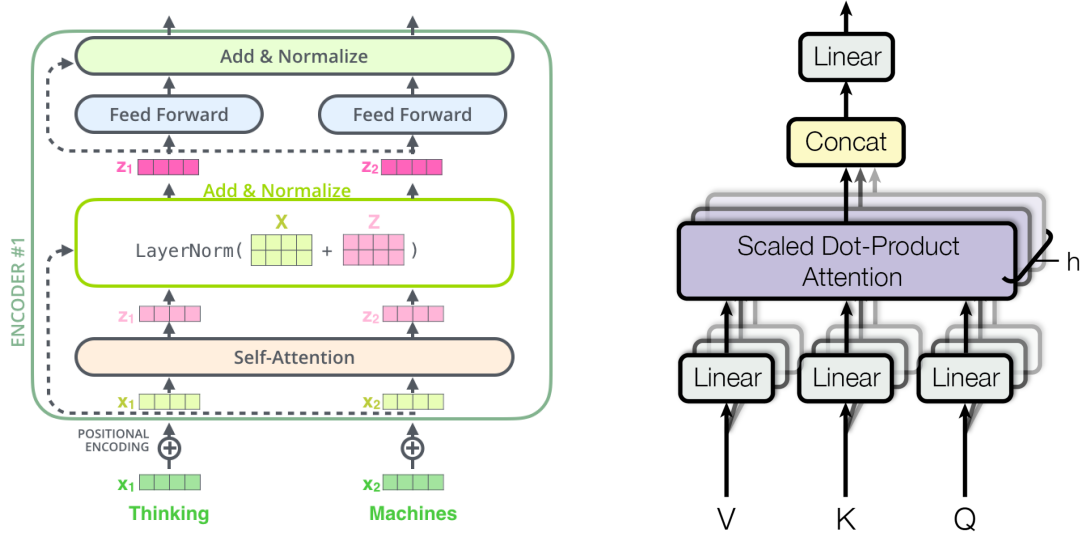 Add & Normalize
Feed Forward
Feed Forward
z1
z2
Add & Normalize
X
Z
LayerNorm( + )
ENCODER #1
z1
z2
Self-Attention
x1
x2
POSITIONAL
ENCODING
x1
x2
Thinking
Machines
Linear
Concat
Scaled Dot-Product
Attention
h
Linear
Linear
Linear
V
K
Q